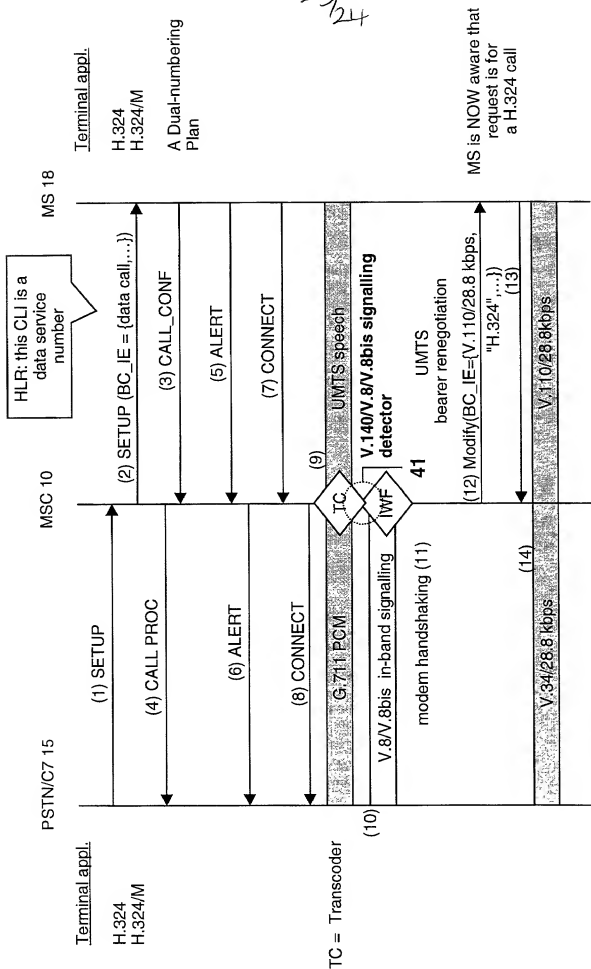 5/24
Terminal appl.
H.324
H.324/M
PSTN/C7 15
MSC 10
HLR: this CLI is a
data service
number
MS 18
Terminal appl.
H.324
H.324/M
A Dual-numbering
Plan
(1) SETUP
(2) SETUP (BC_IE = {data call,...})
(3) CALL_CONF
(4) CALL PROC
(5) ALERT
(6) ALERT
(7) CONNECT
(8) CONNECT
(9)
TC = Transcoder
G.711 PCM
TC
UMTS speech
(10)
V.8/V.8bis in-band signalling
IWF
V.140/V.8/V.8bis signalling
detector
41
modem handshaking (11)
UMTS
bearer renegotiation
(12) Modify(BC_IE={V.110/28.8 kbps,
"H.324",...})
(13)
MS is NOW aware that
request is for
a H.324 call
(14)
V.34/28.8 kbps
V.110/28.8kbps